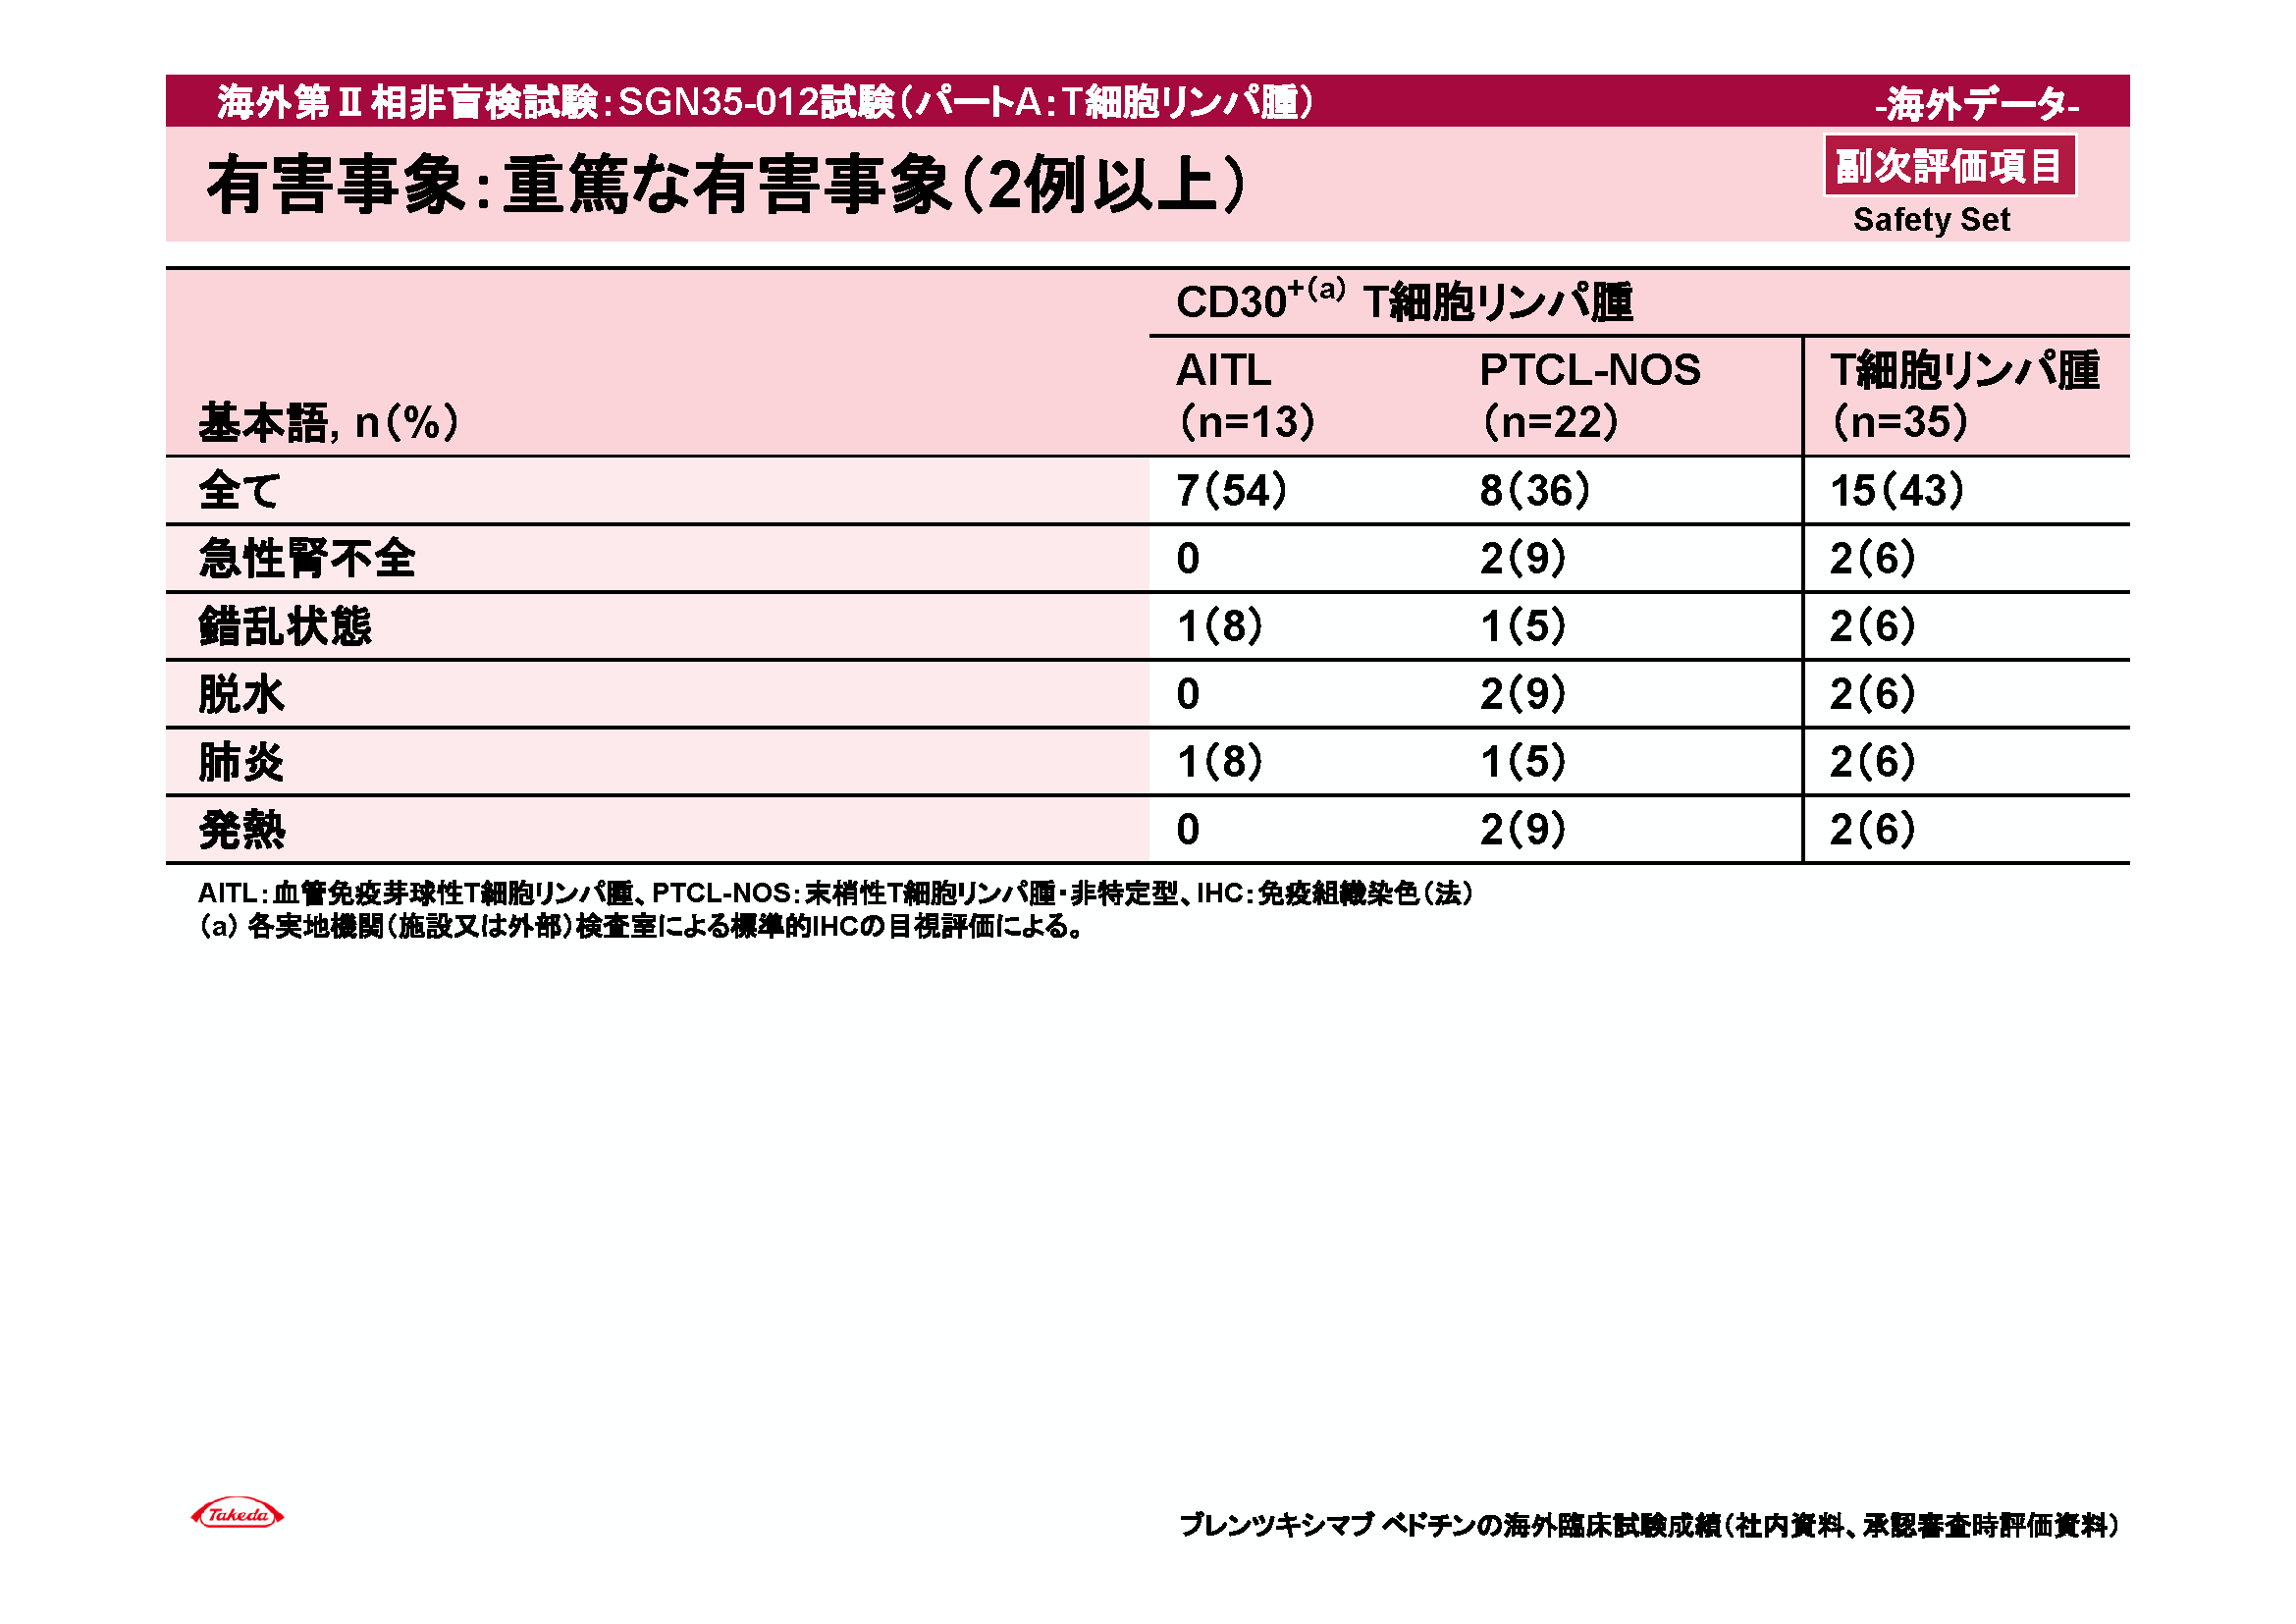 海外第Ⅱ相非盲検試験：SGN35-012試験（パートA：T細胞リンパ腫） -海外データ-
有害事象：重篤な有害事象（2例以上） 副次評価項目
Safety Set
CD30+（a） T細胞リンパ腫
AITL PTCL-NOS T細胞リンパ腫
基本語, n（%） （n=13） （n=22） （n=35）
全て 7（54） 8（36） 15（43）
急性腎不全 0 2（9） 2（6）
錯乱状態 1（8） 1（5） 2（6）
脱水 0 2（9） 2（6）
肺炎 1（8） 1（5） 2（6）
発熱 0 2（9） 2（6）
AITL：血管免疫芽球性T細胞リンパ腫、PTCL-NOS：末梢性T細胞リンパ腫・非特定型、IHC：免疫組織染色（法）
（a） 各実地機関（施設又は外部）検査室による標準的IHCの目視評価による。
Takeda
ブレンツキシマブ ベドチンの海外臨床試験成績（社内資料、承認審査時評価資料）